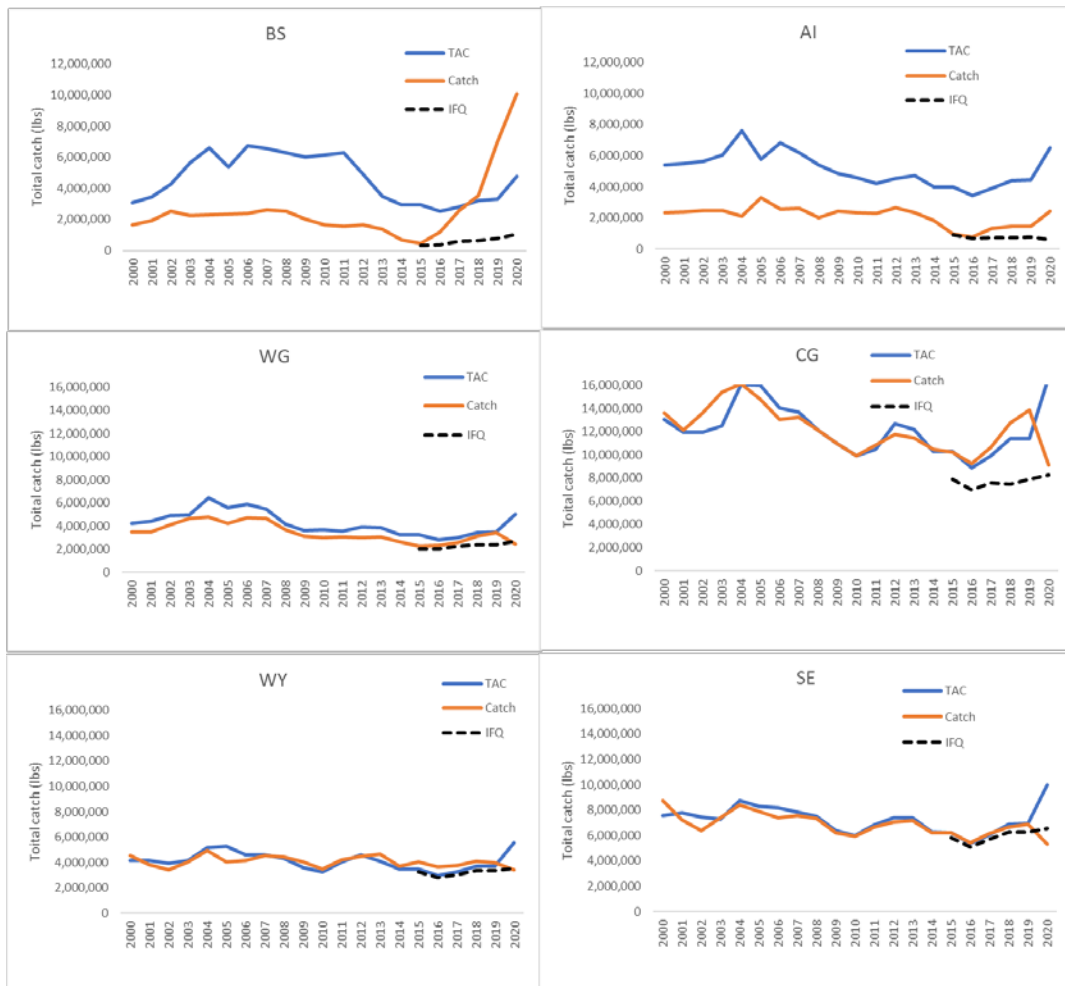 BS
TAC
Catch
IFQ
Toital catch (lbs)
12,000,000
10,000,000
8,000,000
6,000,000
4,000,000
2,000,000
0
2000 2001 2002 2003 2004 2005 2006 2007 2008 2009 2010 2011 2012 2013 2014 2015 2016 2017 2018 2019 2020
AI
TAC
Catch
IFQ
Toital catch (lbs)
12,000,000
10,000,000
8,000,000
6,000,000
4,000,000
2,000,000
0
2000 2001 2002 2003 2004 2005 2006 2007 2008 2009 2010 2011 2012 2013 2014 2015 2016 2017 2018 2019 2020
WG
TAC
Catch
IFQ
Toital catch (lbs)
16,000,000
14,000,000
12,000,000
10,000,000
8,000,000
6,000,000
4,000,000
2,000,000
0
2000 2001 2002 2003 2004 2005 2006 2007 2008 2009 2010 2011 2012 2013 2014 2015 2016 2017 2018 2019 2020
CG
TAC
Catch
IFQ
Toital catch (lbs)
16,000,000
14,000,000
12,000,000
10,000,000
8,000,000
6,000,000
4,000,000
2,000,000
0
2000 2001 2002 2003 2004 2005 2006 2007 2008 2009 2010 2011 2012 2013 2014 2015 2016 2017 2018 2019 2020
WY
TAC
Catch
IFQ
Toital catch (lbs)
16,000,000
14,000,000
12,000,000
10,000,000
8,000,000
6,000,000
4,000,000
2,000,000
0
2000 2001 2002 2003 2004 2005 2006 2007 2008 2009 2010 2011 2012 2013 2014 2015 2016 2017 2018 2019 2020
SE
TAC
Catch
IFQ
Toital catch (lbs)
16,000,000
14,000,000
12,000,000
10,000,000
8,000,000
6,000,000
4,000,000
2,000,000
0
2000 2001 2002 2003 2004 2005 2006 2007 2008 2009 2010 2011 2012 2013 2014 2015 2016 2017 2018 2019 2020